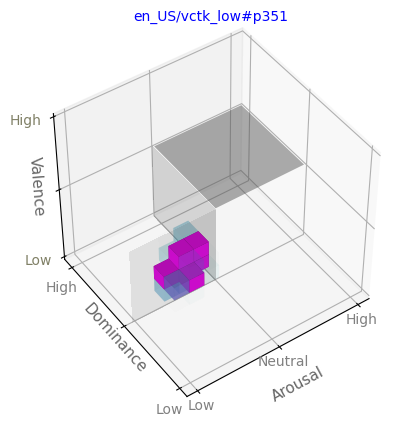 en_US/vctk_low#p351
High
Valence
Low
High
Dominance
Low
Low
Neutral
Arousal
High